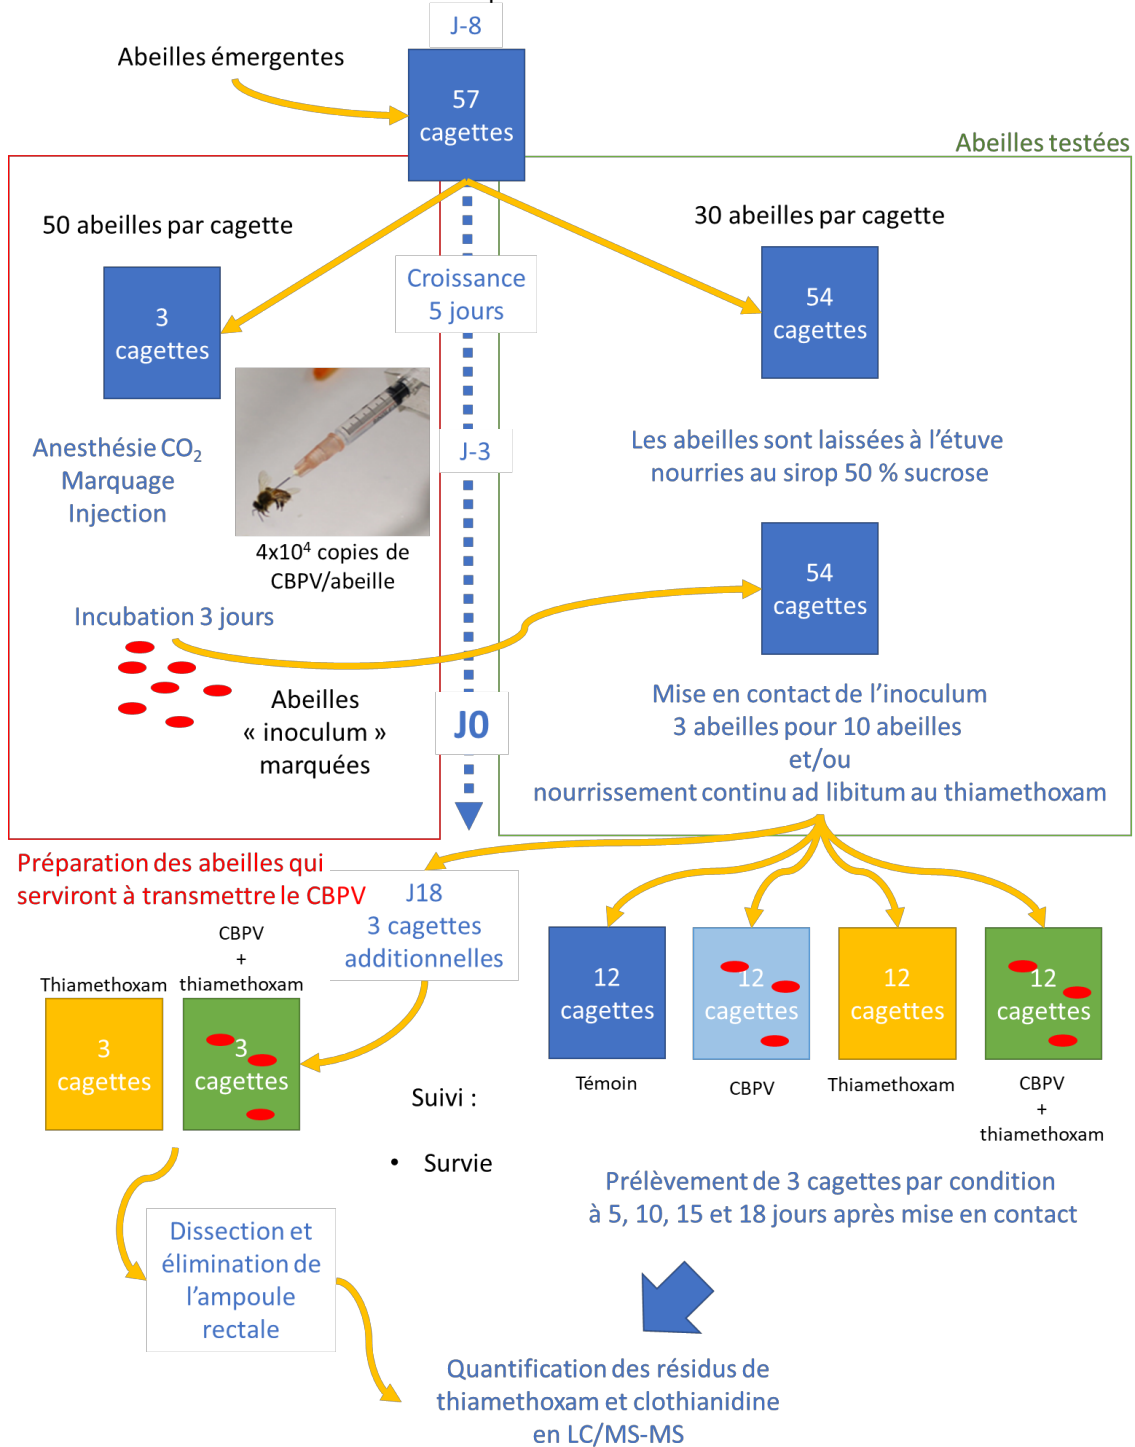 J-8
Abeilles émergentes
57
cagettes
Abeilles testées
50 abeilles par cagette
30 abeilles par cagette
Croissance
5 jours
3
cagettes
54
cagettes
Anesthésie CO₂
Marquage
Injection
J-3
Les abeilles sont laissées à l’étuve
nourries au sirop 50 % sucrose
4x10⁴ copies de
CBPV/abeille
54
cagettes
Incubation 3 jours
Abeilles
« inoculum »
marquées
J0
Mise en contact de l’inoculum
3 abeilles pour 10 abeilles
et/ou
nourrissement continu ad libitum au thiamethoxam
Préparation des abeilles qui
serviront à transmettre le CBPV
J18
3 cagettes
additionnelles
Thiamethoxam
CBPV
+
thiamethoxam
3
cagettes
3
cagettes
12
cagettes
12
cagettes
12
cagettes
12
cagettes
Témoin
CBPV
Thiamethoxam
CBPV
+
thiamethoxam
Suivi :
• Survie
Prélèvement de 3 cagettes par condition
à 5, 10, 15 et 18 jours après mise en contact
Dissection et
élimination de
l’ampoule
rectale
Quantification des résidus de
thiamethoxam et clothianidine
en LC/MS-MS